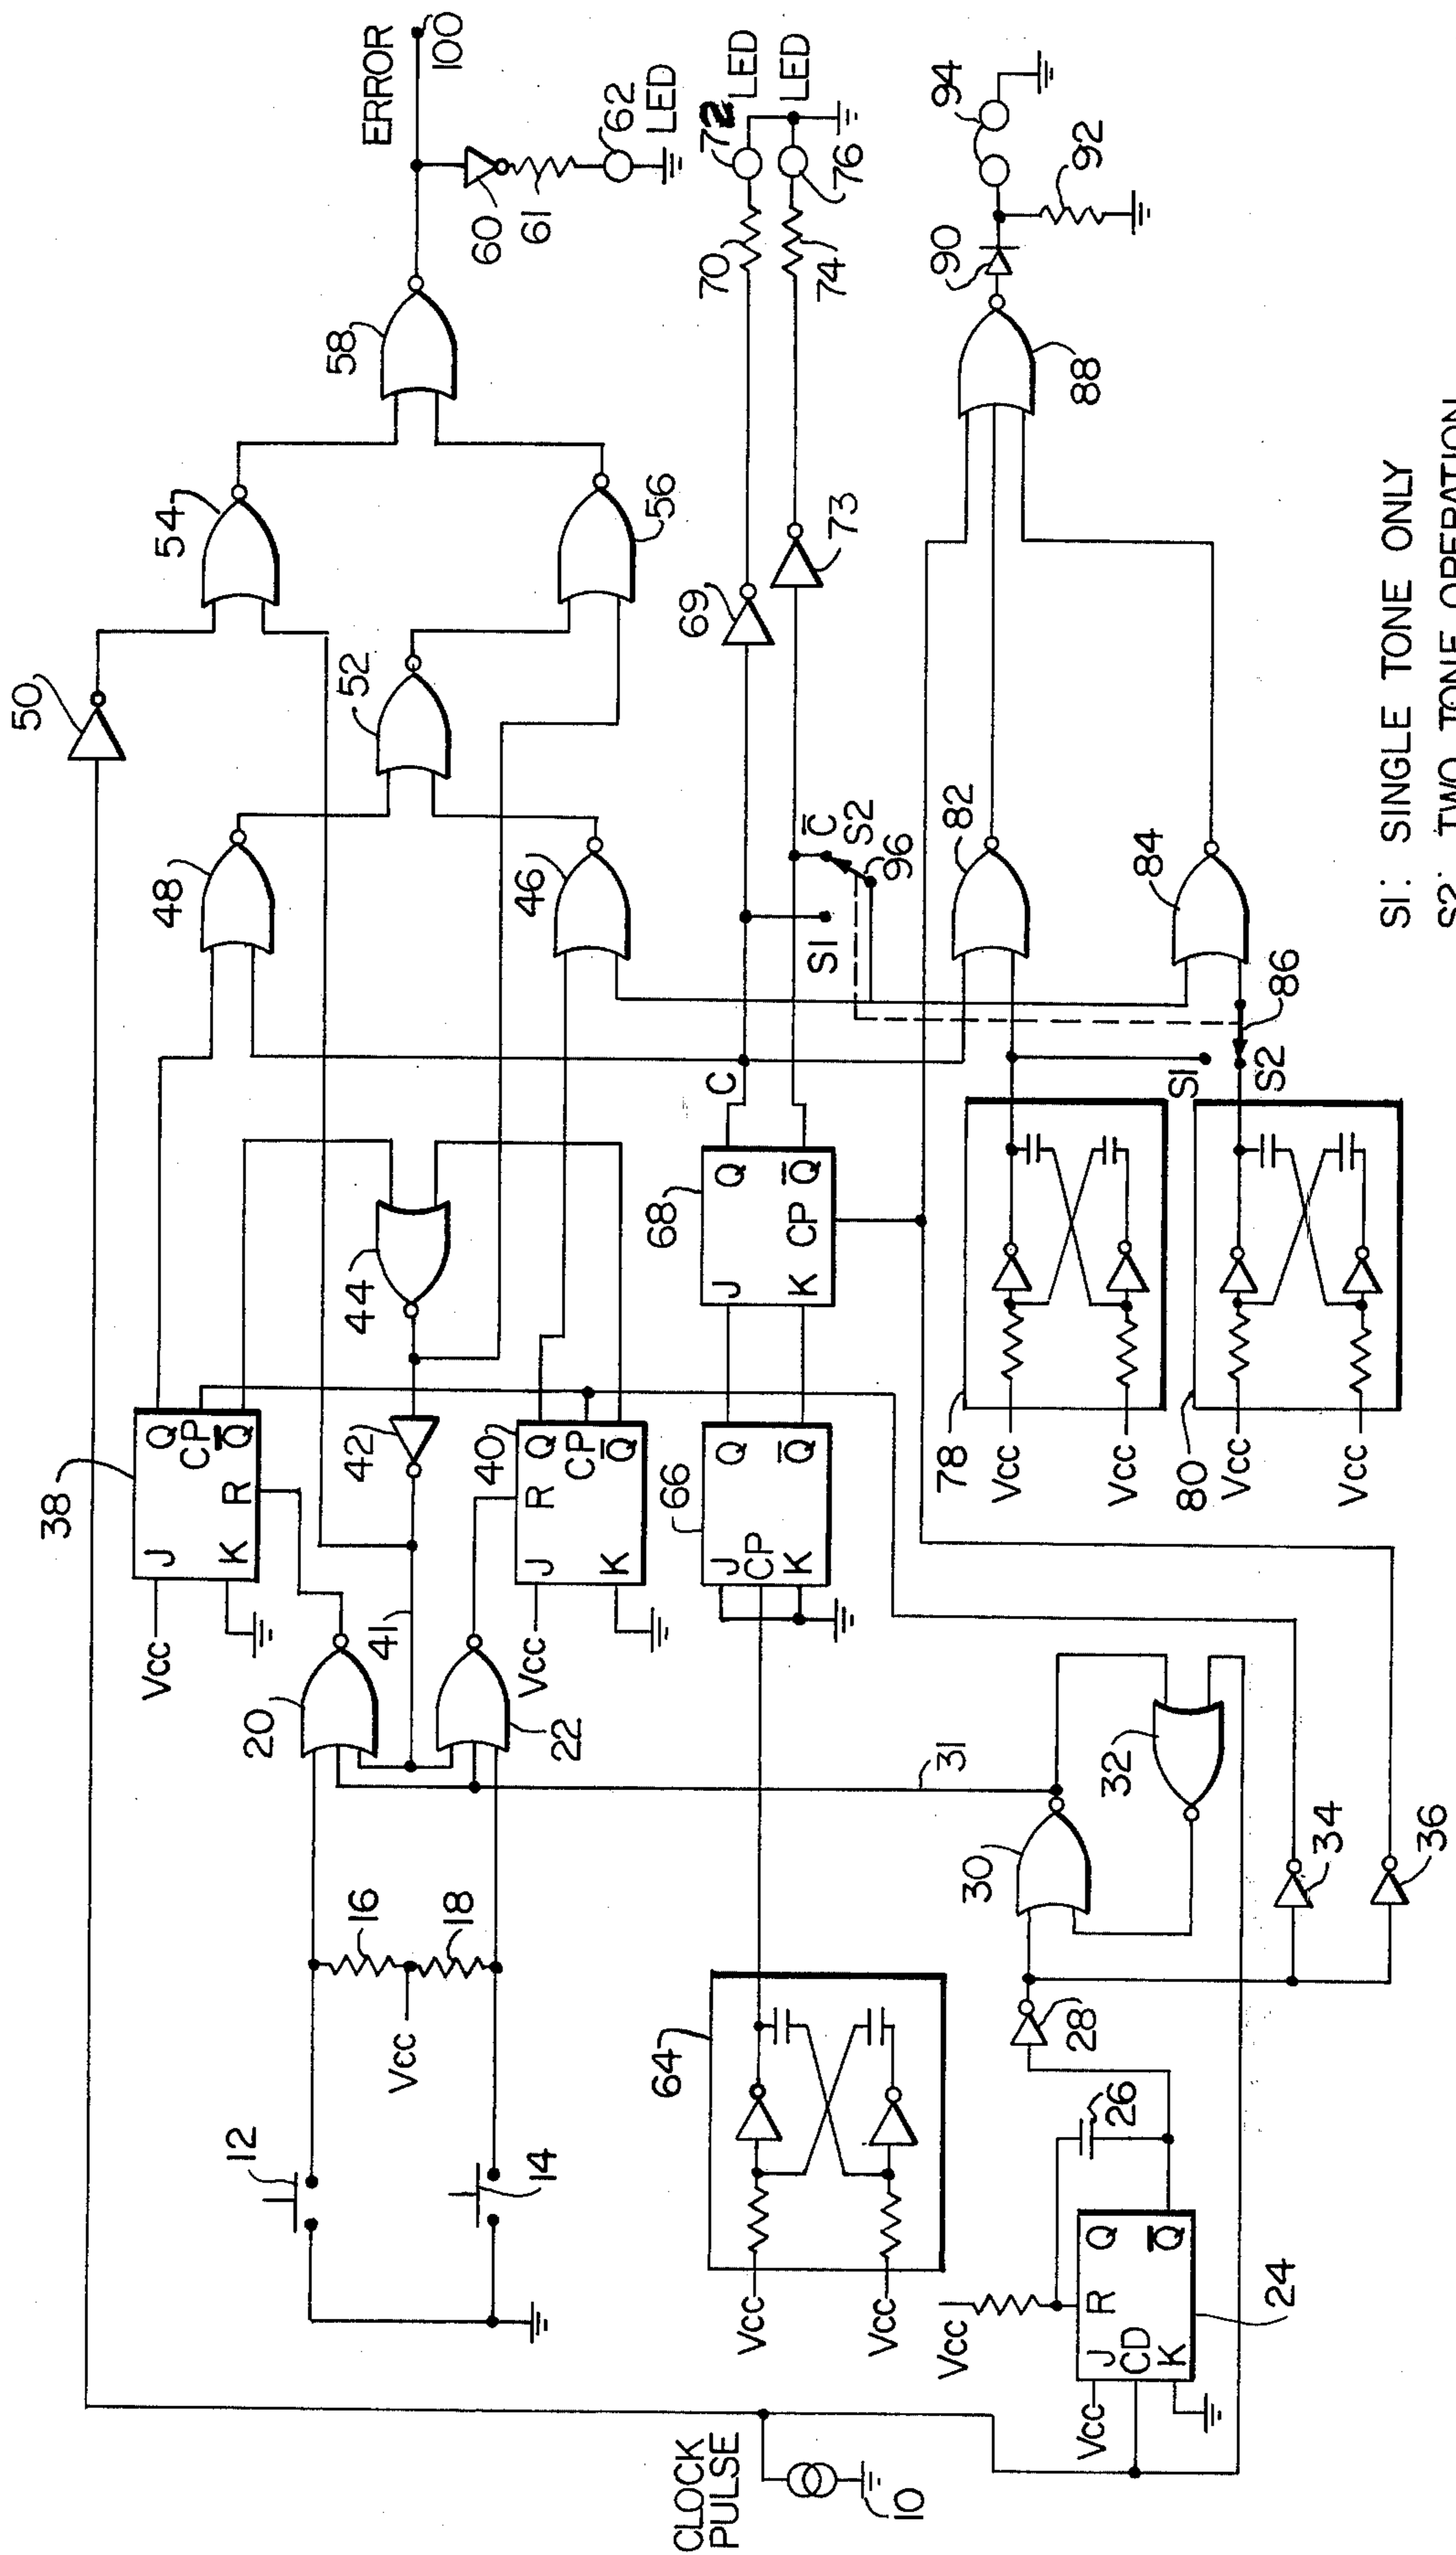 ERROR
100
60
61
62
LED
58
54
56
50
52
48
46
72
LED
70
LED
76
74
69
73
94
92
90
88
C̅
S2
96
S1
82
84
86
S1
S2
C
38
Q
CP
Q̅
J
R
K
Vcc
44
42
41
40
Q
CP
Q̅
R
J
K
Vcc
20
22
68
Q
Q̅
CP
J
K
66
Q
Q̅
J
CP
K
78
Vcc
Vcc
80
Vcc
Vcc
12
14
16
18
Vcc
64
Vcc
Vcc
31
30
32
34
36
28
26
Vcc
R
Q
Q̅
J
CD
K
24
Vcc
CLOCK
PULSE
10
S1: SINGLE TONE ONLY
S2: TWO TONE OPERATION